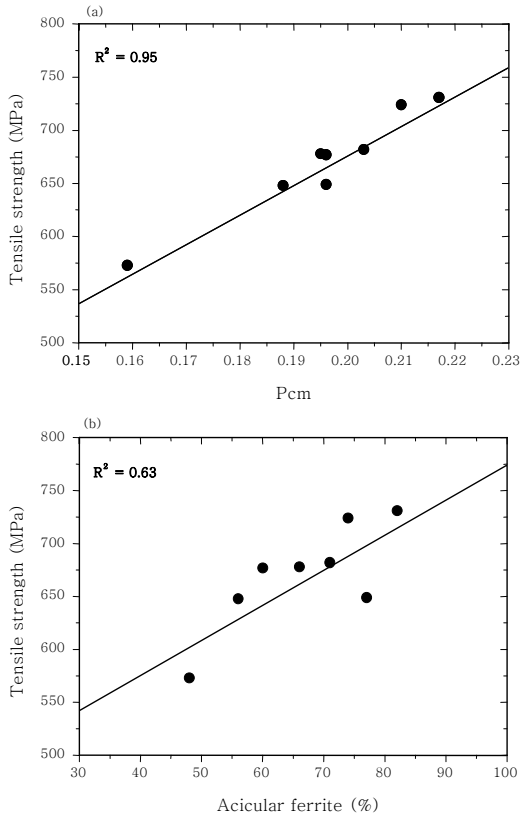 (a)
R² = 0.95
Tensile strength (MPa)
800
750
700
650
600
550
500
0.15 0.16 0.17 0.18 0.19 0.20 0.21 0.22 0.23
Pcm
(b)
R² = 0.63
Tensile strength (MPa)
800
750
700
650
600
550
500
30 40 50 60 70 80 90 100
Acicular ferrite (%)